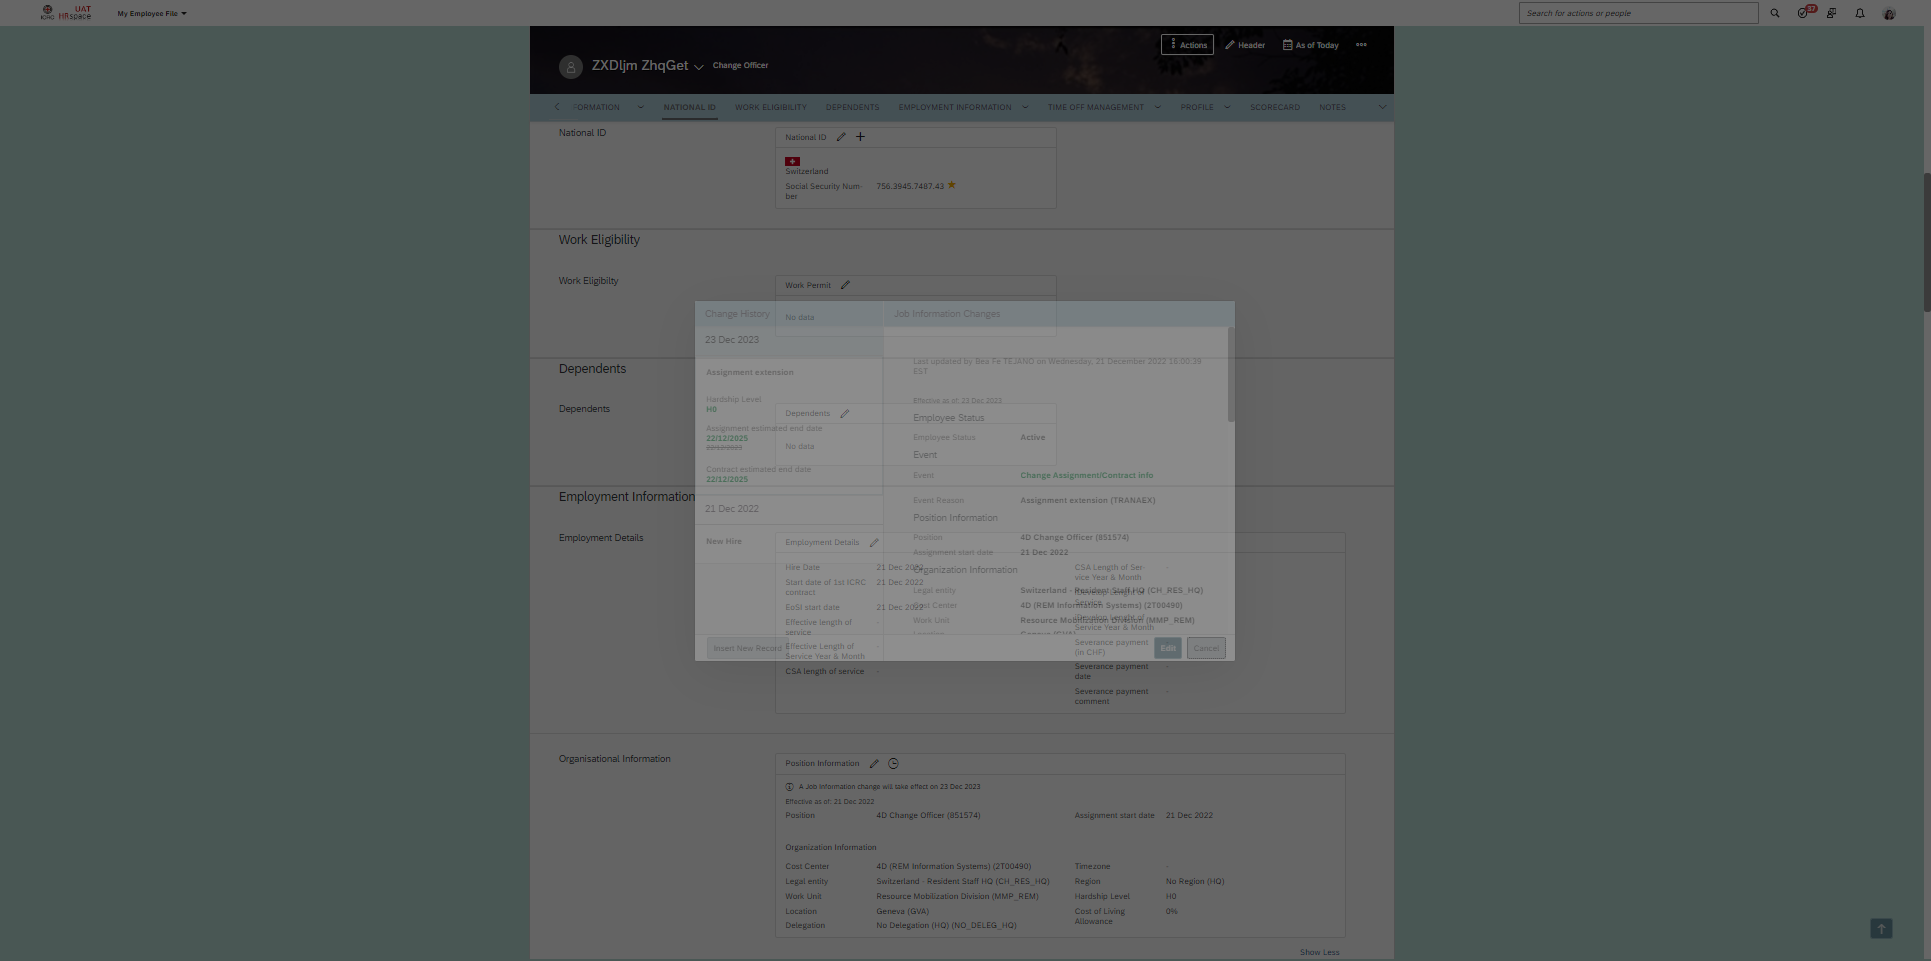 ICRC
UAT
HRspace
My Employee File
Search for actions or people
37
ZXDljm ZhqGet
Change Officer
Actions
Header
As of Today
FORMATION
NATIONAL ID
WORK ELIGIBILITY
DEPENDENTS
EMPLOYMENT INFORMATION
TIME OFF MANAGEMENT
PROFILE
SCORECARD
NOTES
National ID
National ID
Switzerland
Social Security Num-
ber
756.3945.7487.43
Work Eligibility
Work Eligibilty
Work Permit
No data
Dependents
Dependents
Dependents
No data
Change History
23 Dec 2023
Assignment extension
Hardship Level
H0
Assignment estimated end date
22/12/2025
Contract estimated end date
22/12/2025
21 Dec 2022
New Hire
Insert New Record
Job Information Changes
Last updated by Bea Fe TEJANO on Wednesday, 21 December 2022 16:00:39
EST
Effective as of: 23 Dec 2023
Employee Status
Employee Status
Active
Event
Event
Change Assignment/Contract info
Event Reason
Assignment extension (TRANAEX)
Position Information
Position
4D Change Officer (851574)
Assignment start date
21 Dec 2022
Organization Information
Legal entity
Switzerland - Resident Staff HQ (CH_RES_HQ)
Cost Center
4D (REM Information Systems) (2T00490)
Work Unit
Resource Mobilization Division (MMP_REM)
Location
Geneva (GVA)
Edit
Cancel
Employment Information
Employment Details
Employment Details
Hire Date
21 Dec 2022
Start date of 1st ICRC
contract
21 Dec 2022
EoSI start date
21 Dec 2022
Effective length of
service
-
Effective Length of
Service Year & Month
-
CSA length of service
-
CSA Length of Ser-
vice Year & Month
-
Service
Service Year & Month
Severance payment
(in CHF)
Severance payment
date
-
Severance payment
comment
-
Organisational Information
Position Information
A Job Information change will take effect on 23 Dec 2023
Effective as of: 21 Dec 2022
Position
4D Change Officer (851574)
Assignment start date
21 Dec 2022
Organization Information
Cost Center
4D (REM Information Systems) (2T00490)
Timezone
-
Legal entity
Switzerland - Resident Staff HQ (CH_RES_HQ)
Region
No Region (HQ)
Work Unit
Resource Mobilization Division (MMP_REM)
Hardship Level
H0
Location
Geneva (GVA)
Cost of Living
Allowance
0%
Delegation
No Delegation (HQ) (NO_DELEG_HQ)
Show Less